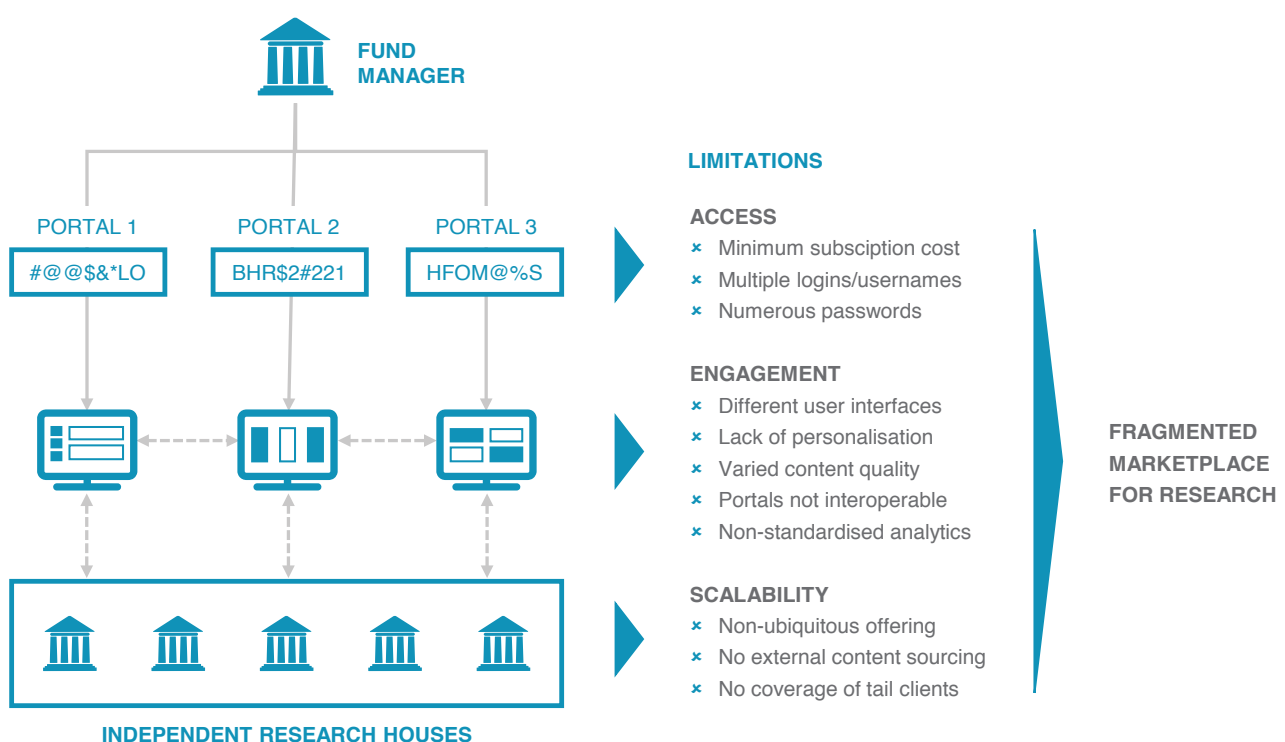 FUND
MANAGER
PORTAL 1
PORTAL 2
PORTAL 3
#@@$&*LO
BHR$2#221
HFOM@%S
INDEPENDENT RESEARCH HOUSES
LIMITATIONS
ACCESS
Minimum subsciption cost
Multiple logins/usernames
Numerous passwords
ENGAGEMENT
Different user interfaces
Lack of personalisation
Varied content quality
Portals not interoperable
Non-standardised analytics
SCALABILITY
Non-ubiquitous offering
No external content sourcing
No coverage of tail clients
FRAGMENTED
MARKETPLACE
FOR RESEARCH